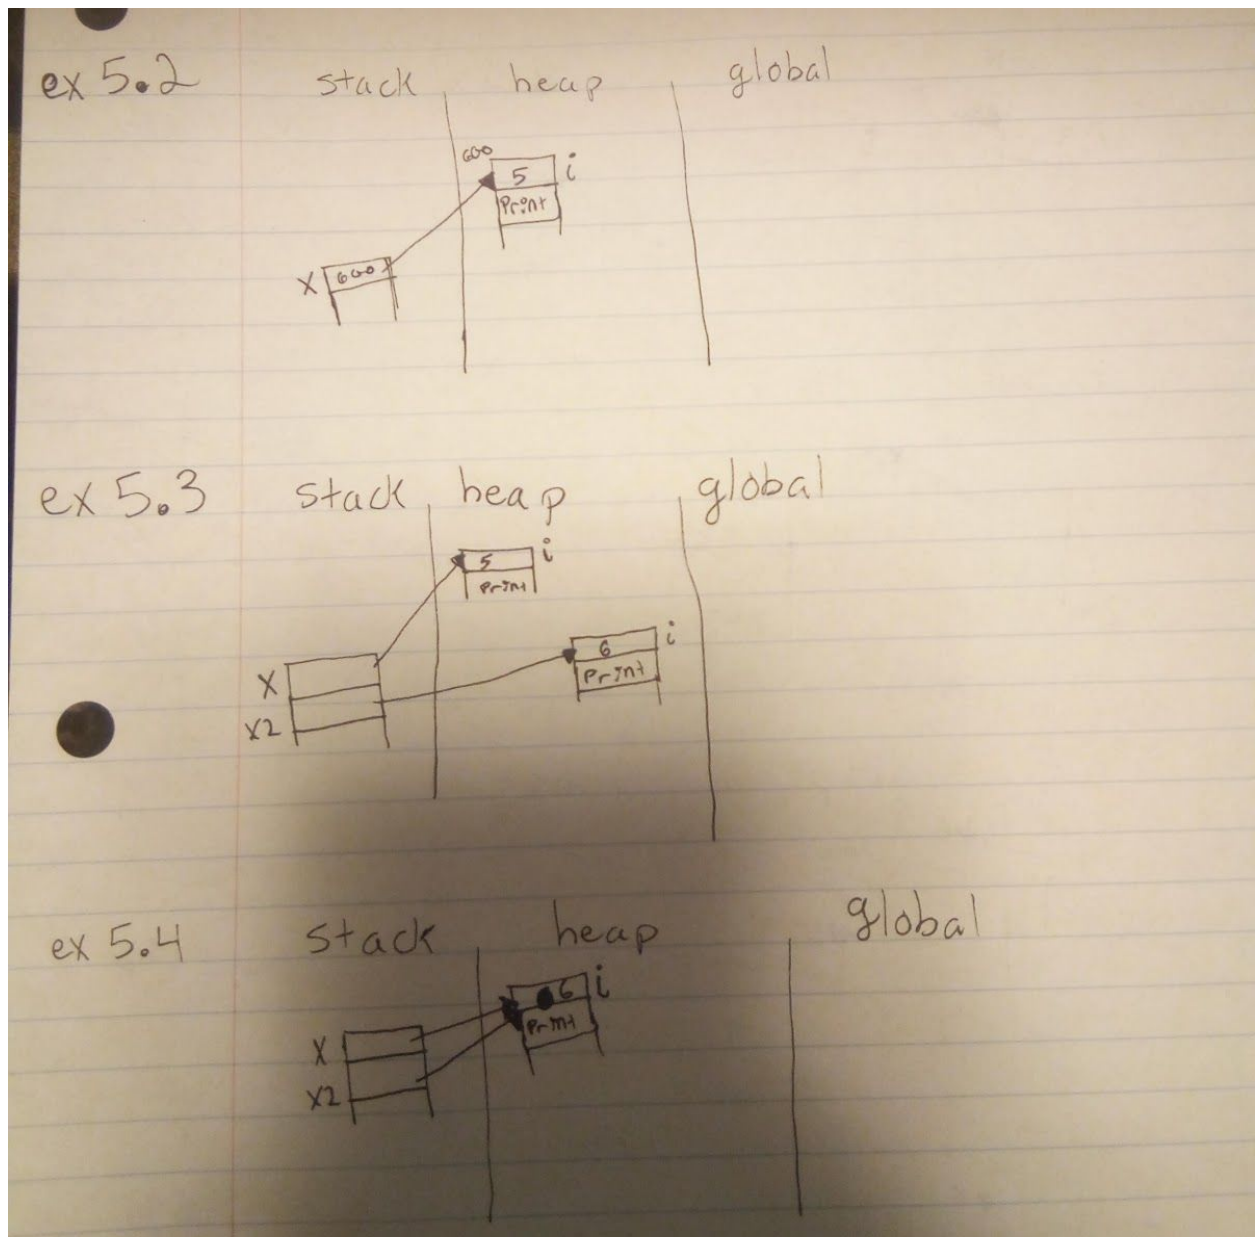 ex 5.2 stack heap global
600
5 i
Print
x 600
ex 5.3 stack heap global
5 i
Print
6 i
x Print
x2
ex 5.4 stack heap global
6 i
Print
x
x2